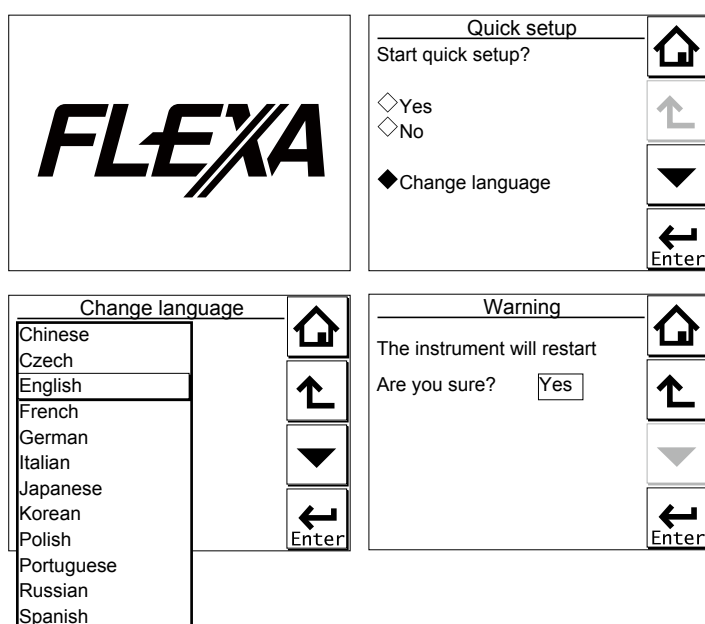 FLEXA
Quick setup
Start quick setup?
Yes
No
Change language
Enter
Change language
Chinese
Czech
English
French
German
Italian
Japanese
Korean
Polish
Portuguese
Russian
Spanish
Enter
Warning
The instrument will restart
Are you sure? Yes
Enter